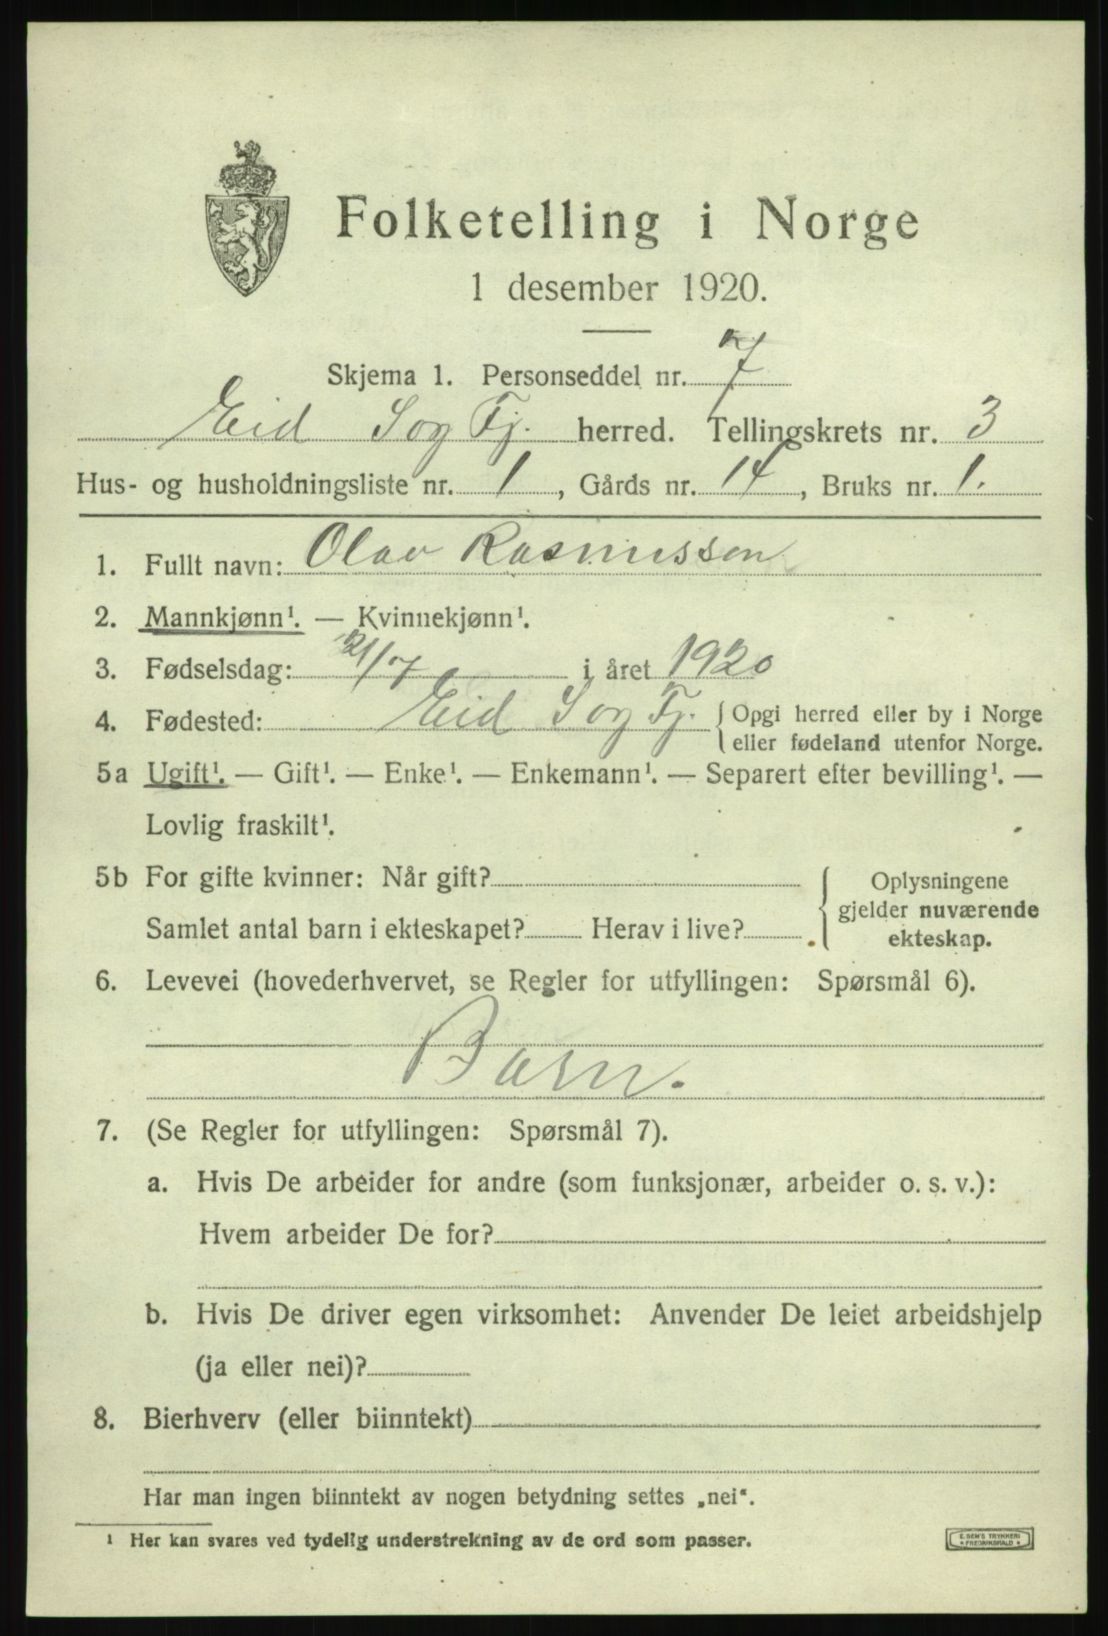 Folketelling i Norge
1 desember 1920.
Skjema 1. Personseddel nr. 7
Eid Sogn Fj. herred. Tellingskrets nr. 3
Hus- og husholdningsliste nr. 1, Gårds nr. 14, Bruks nr. 1.
1. Fullt navn: Olav Rasmussen
2. Mannkjønn¹. — Kvinnekjønn¹.
3. Fødselsdag: 21/7 i året 1920
4. Fødested: Eid Sogn Fj. { Opgi herred eller by i Norge
eller fødeland utenfor Norge.
5a Ugift¹. — Gift¹. — Enke¹. — Enkemann¹. — Separert efter bevilling¹. —
Lovlig fraskilt¹.
5b For gifte kvinner: Når gift?
Samlet antal barn i ekteskapet? Herav i live?
Oplysningene
gjelder nuværende
ekteskap.
6. Levevei (hovederhvervet, se Regler for utfyllingen: Spørsmål 6).
Barn.
7. (Se Regler for utfyllingen: Spørsmål 7).
a. Hvis De arbeider for andre (som funksjonær, arbeider o. s. v.):
Hvem arbeider De for?
b. Hvis De driver egen virksomhet: Anvender De leiet arbeidshjelp
(ja eller nei)?
8. Bierhverv (eller biinntekt)
Har man ingen biinntekt av nogen betydning settes „nei“.
¹ Her kan svares ved tydelig understrekning av de ord som passer.
E. SEM'S TRYKKERI
FREDRIKSHALD